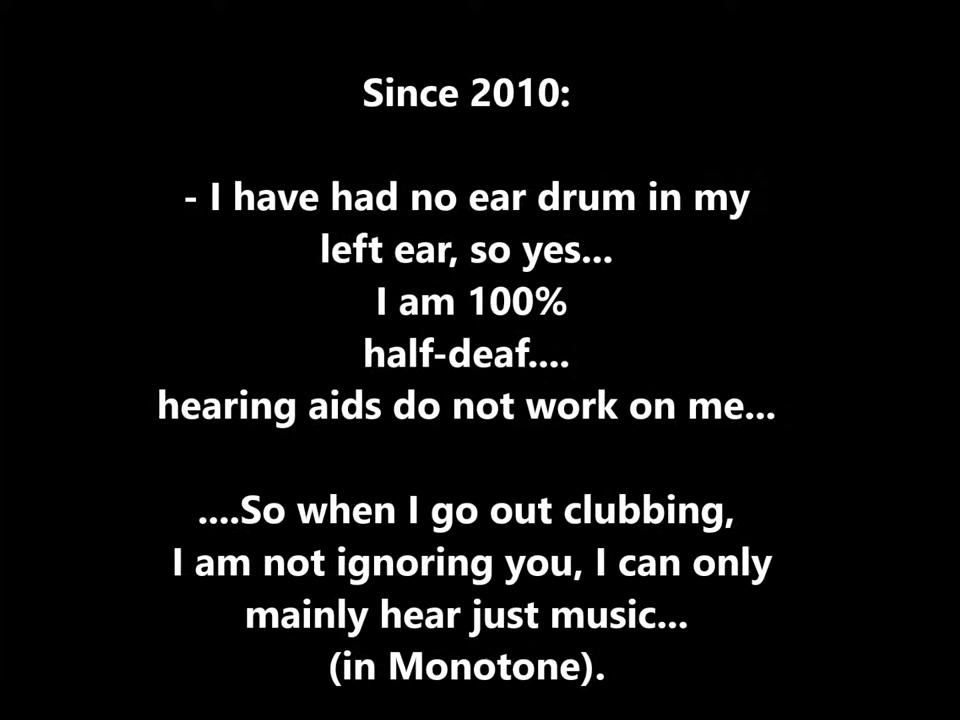 Since 2010:
- I have had no ear drum in my
left ear, so yes...
I am 100%
half-deaf....
hearing aids do not work on me...
....So when I go out clubbing,
I am not ignoring you, I can only
mainly hear just music...
(in Monotone).